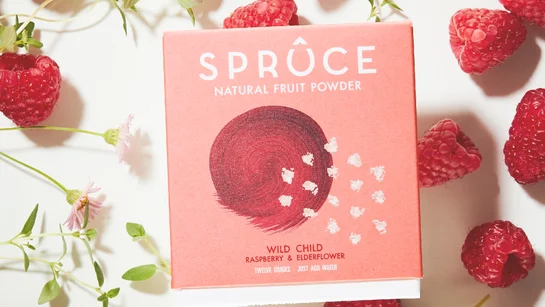 SPRÛCE
NATURAL FRUIT POWDER
WILD CHILD
RASPBERRY & ELDERFLOWER
TWELVE DRINKS JUST ADD WATER